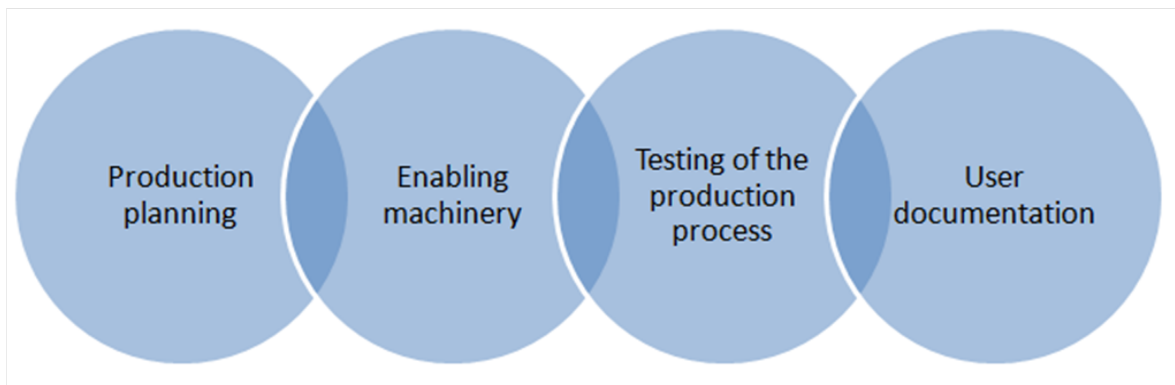 Production
planning
Enabling
machinery
Testing of the
production
process
User
documentation